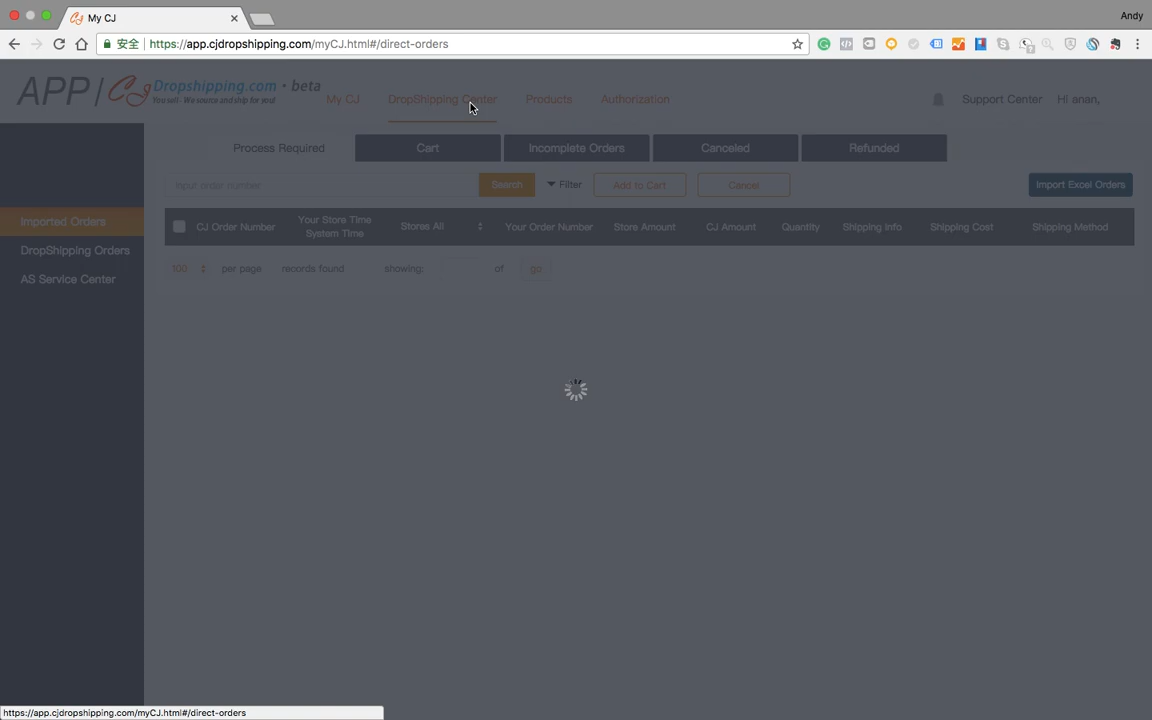 My CJ
Andy
安全 https://app.cjdropshipping.com/myCJ.html#/direct-orders
APP CJ Dropshipping.com · beta
You sell - We source and ship for you!
My CJ DropShipping Center Products Authorization Support Center Hi anan,
Process Required Cart Incomplete Orders Canceled Refunded
Input order number Search Filter Add to Cart Cancel Import Excel Orders
Imported Orders
DropShipping Orders
AS Service Center
CJ Order Number Your Store Time Stores All Your Order Number Store Amount CJ Amount Quantity Shipping Info Shipping Cost Shipping Method
System Time
100 per page records found showing: of go
https://app.cjdropshipping.com/myCJ.html#/direct-orders